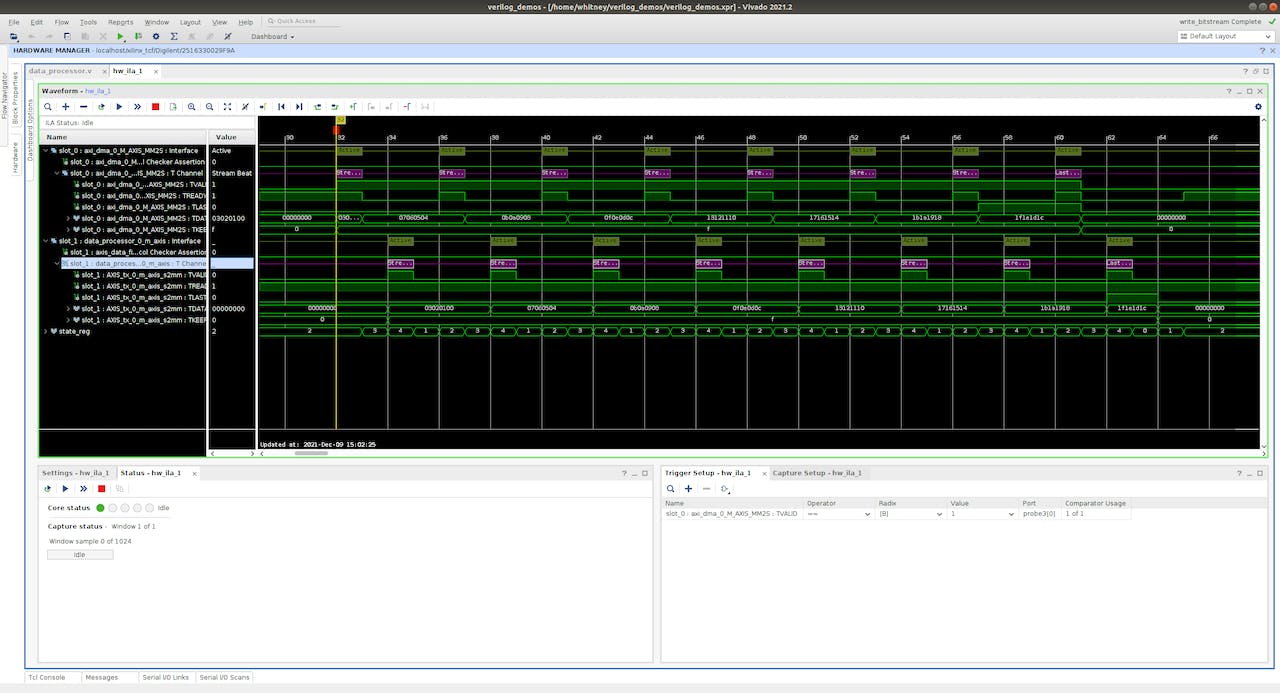 verilog_demos - [/home/whitney/verilog_demos/verilog_demos.xpr] - Vivado 2021.2
File Edit Flow Tools Reports Window Layout View Help Quick Access
write_bitstream Complete
Dashboard
Default Layout
HARDWARE MANAGER - localhost/xilinx_tcf/Digilent/2516330029F9A
Flow Navigator
Block Properties
Hardware
Dashboard Options
data_processor.v hw_ila_1
Waveform - hw_ila_1
ILA Status: Idle
Name Value
32
30 32 34 36 38 40 42 44 46 48 50 52 54 56 58 60 62 64 66
slot_0 : axi_dma_0_M_AXIS_MM2S : Interface Active Active Active Active Active Active Active Active Active
slot_0 : axi_dma_0_M...l Checker Assertion 0
slot_0 : axi_dma_0_...IS_MM2S : T Channel Stream Beat Stre... Stre... Stre... Stre... Stre... Stre... Stre... Last...
slot_0 : axi_dma_0_...AXIS_MM2S : TVALI 1
slot_0 : axi_dma_0...XIS_MM2S : TREADY 1
slot_0 : axi_dma_0_M_AXIS_MM2S : TLAS 0
slot_0 : axi_dma_0_M_AXIS_MM2S : TDAT 03020100 00000000 030... 07060504 0b0a0908 0f0e0d0c 13121110 17161514 1b1a1918 1f1e1d1c 00000000
slot_0 : axi_dma_0_M_AXIS_MM2S : TKEE f 0 f 0
slot_1 : data_processor_0_m_axis : Interface _ Active Active Active Active Active Active Active Active
slot_1 : axis_data_fi...col Checker Assertion 0
slot_1 : data_proces...0_m_axis : T Channe _ Stre... Stre... Stre... Stre... Stre... Stre... Stre... Last...
slot_1 : AXIS_tx_0_m_axis_s2mm : TVALI 0
slot_1 : AXIS_tx_0_m_axis_s2mm : TREAD 1
slot_1 : AXIS_tx_0_m_axis_s2mm : TLAST 0
slot_1 : AXIS_tx_0_m_axis_s2mm : TDATA 00000000 00000000 03020100 07060504 0b0a0908 0f0e0d0c 13121110 17161514 1b1a1918 1f1e1d1c 00000000
slot_1 : AXIS_tx_0_m_axis_s2mm : TKEEP 0 0 f 0
state_reg 2 2 3 4 1 2 3 4 1 2 3 4 1 2 3 4 1 2 3 4 1 2 3 4 1 2 3 4 1 2 3 4 0 1 2
Updated at: 2021-Dec-09 15:02:25
Settings - hw_ila_1 Status - hw_ila_1
Core status Idle
Capture status - Window 1 of 1
Window sample 0 of 1024
Idle
Trigger Setup - hw_ila_1 Capture Setup - hw_ila_1
Name Operator Radix Value Port Comparator Usage
slot_0 : axi_dma_0_M_AXIS_MM2S : TVALID == [B] 1 probe3[0] 1 of 1
Tcl Console Messages Serial I/O Links Serial I/O Scans